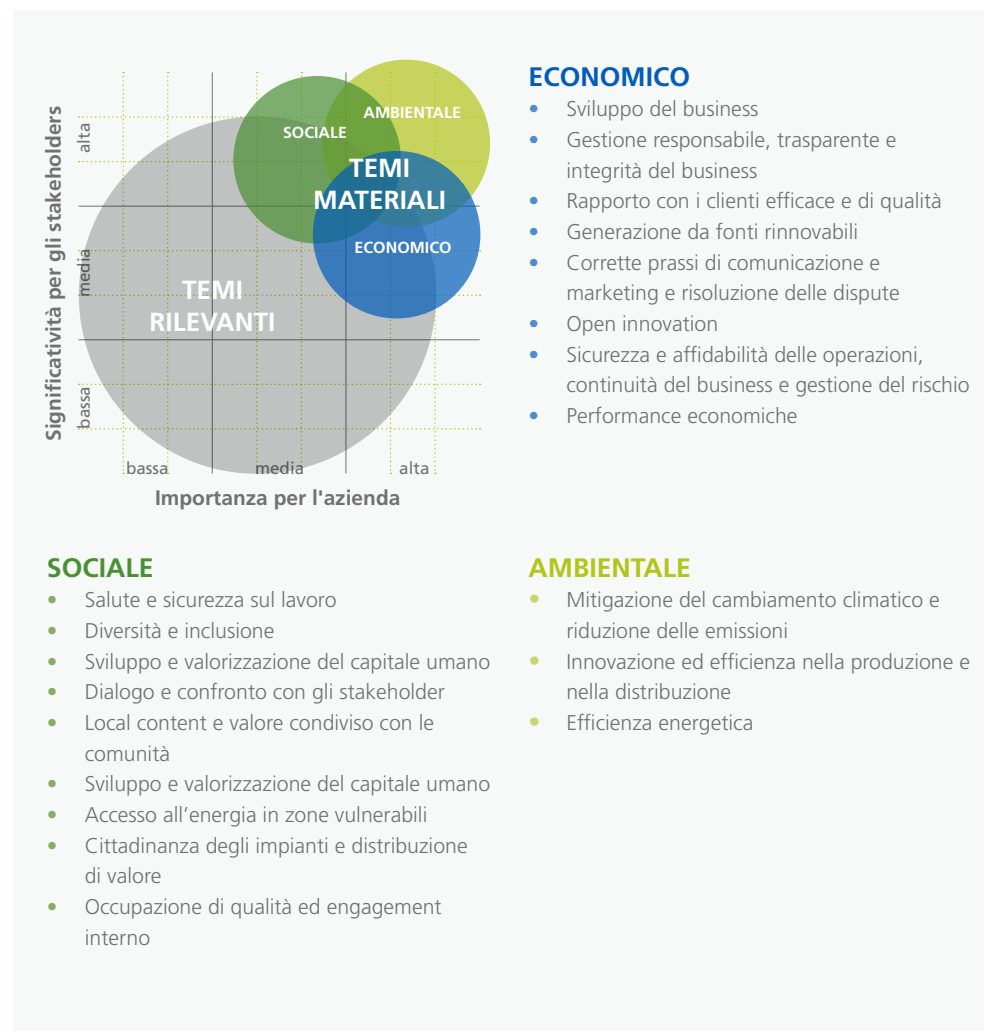 Significatività per gli stakeholders
alta
media
bassa
SOCIALE
AMBIENTALE
TEMI
MATERIALI
ECONOMICO
TEMI
RILEVANTI
bassa
media
alta
Importanza per l'azienda
ECONOMICO
• Sviluppo del business
• Gestione responsabile, trasparente e
integrità del business
• Rapporto con i clienti efficace e di qualità
• Generazione da fonti rinnovabili
• Corrette prassi di comunicazione e
marketing e risoluzione delle dispute
• Open innovation
• Sicurezza e affidabilità delle operazioni,
continuità del business e gestione del rischio
• Performance economiche
SOCIALE
• Salute e sicurezza sul lavoro
• Diversità e inclusione
• Sviluppo e valorizzazione del capitale umano
• Dialogo e confronto con gli stakeholder
• Local content e valore condiviso con le
comunità
• Sviluppo e valorizzazione del capitale umano
• Accesso all’energia in zone vulnerabili
• Cittadinanza degli impianti e distribuzione
di valore
• Occupazione di qualità ed engagement
interno
AMBIENTALE
• Mitigazione del cambiamento climatico e
riduzione delle emissioni
• Innovazione ed efficienza nella produzione e
nella distribuzione
• Efficienza energetica